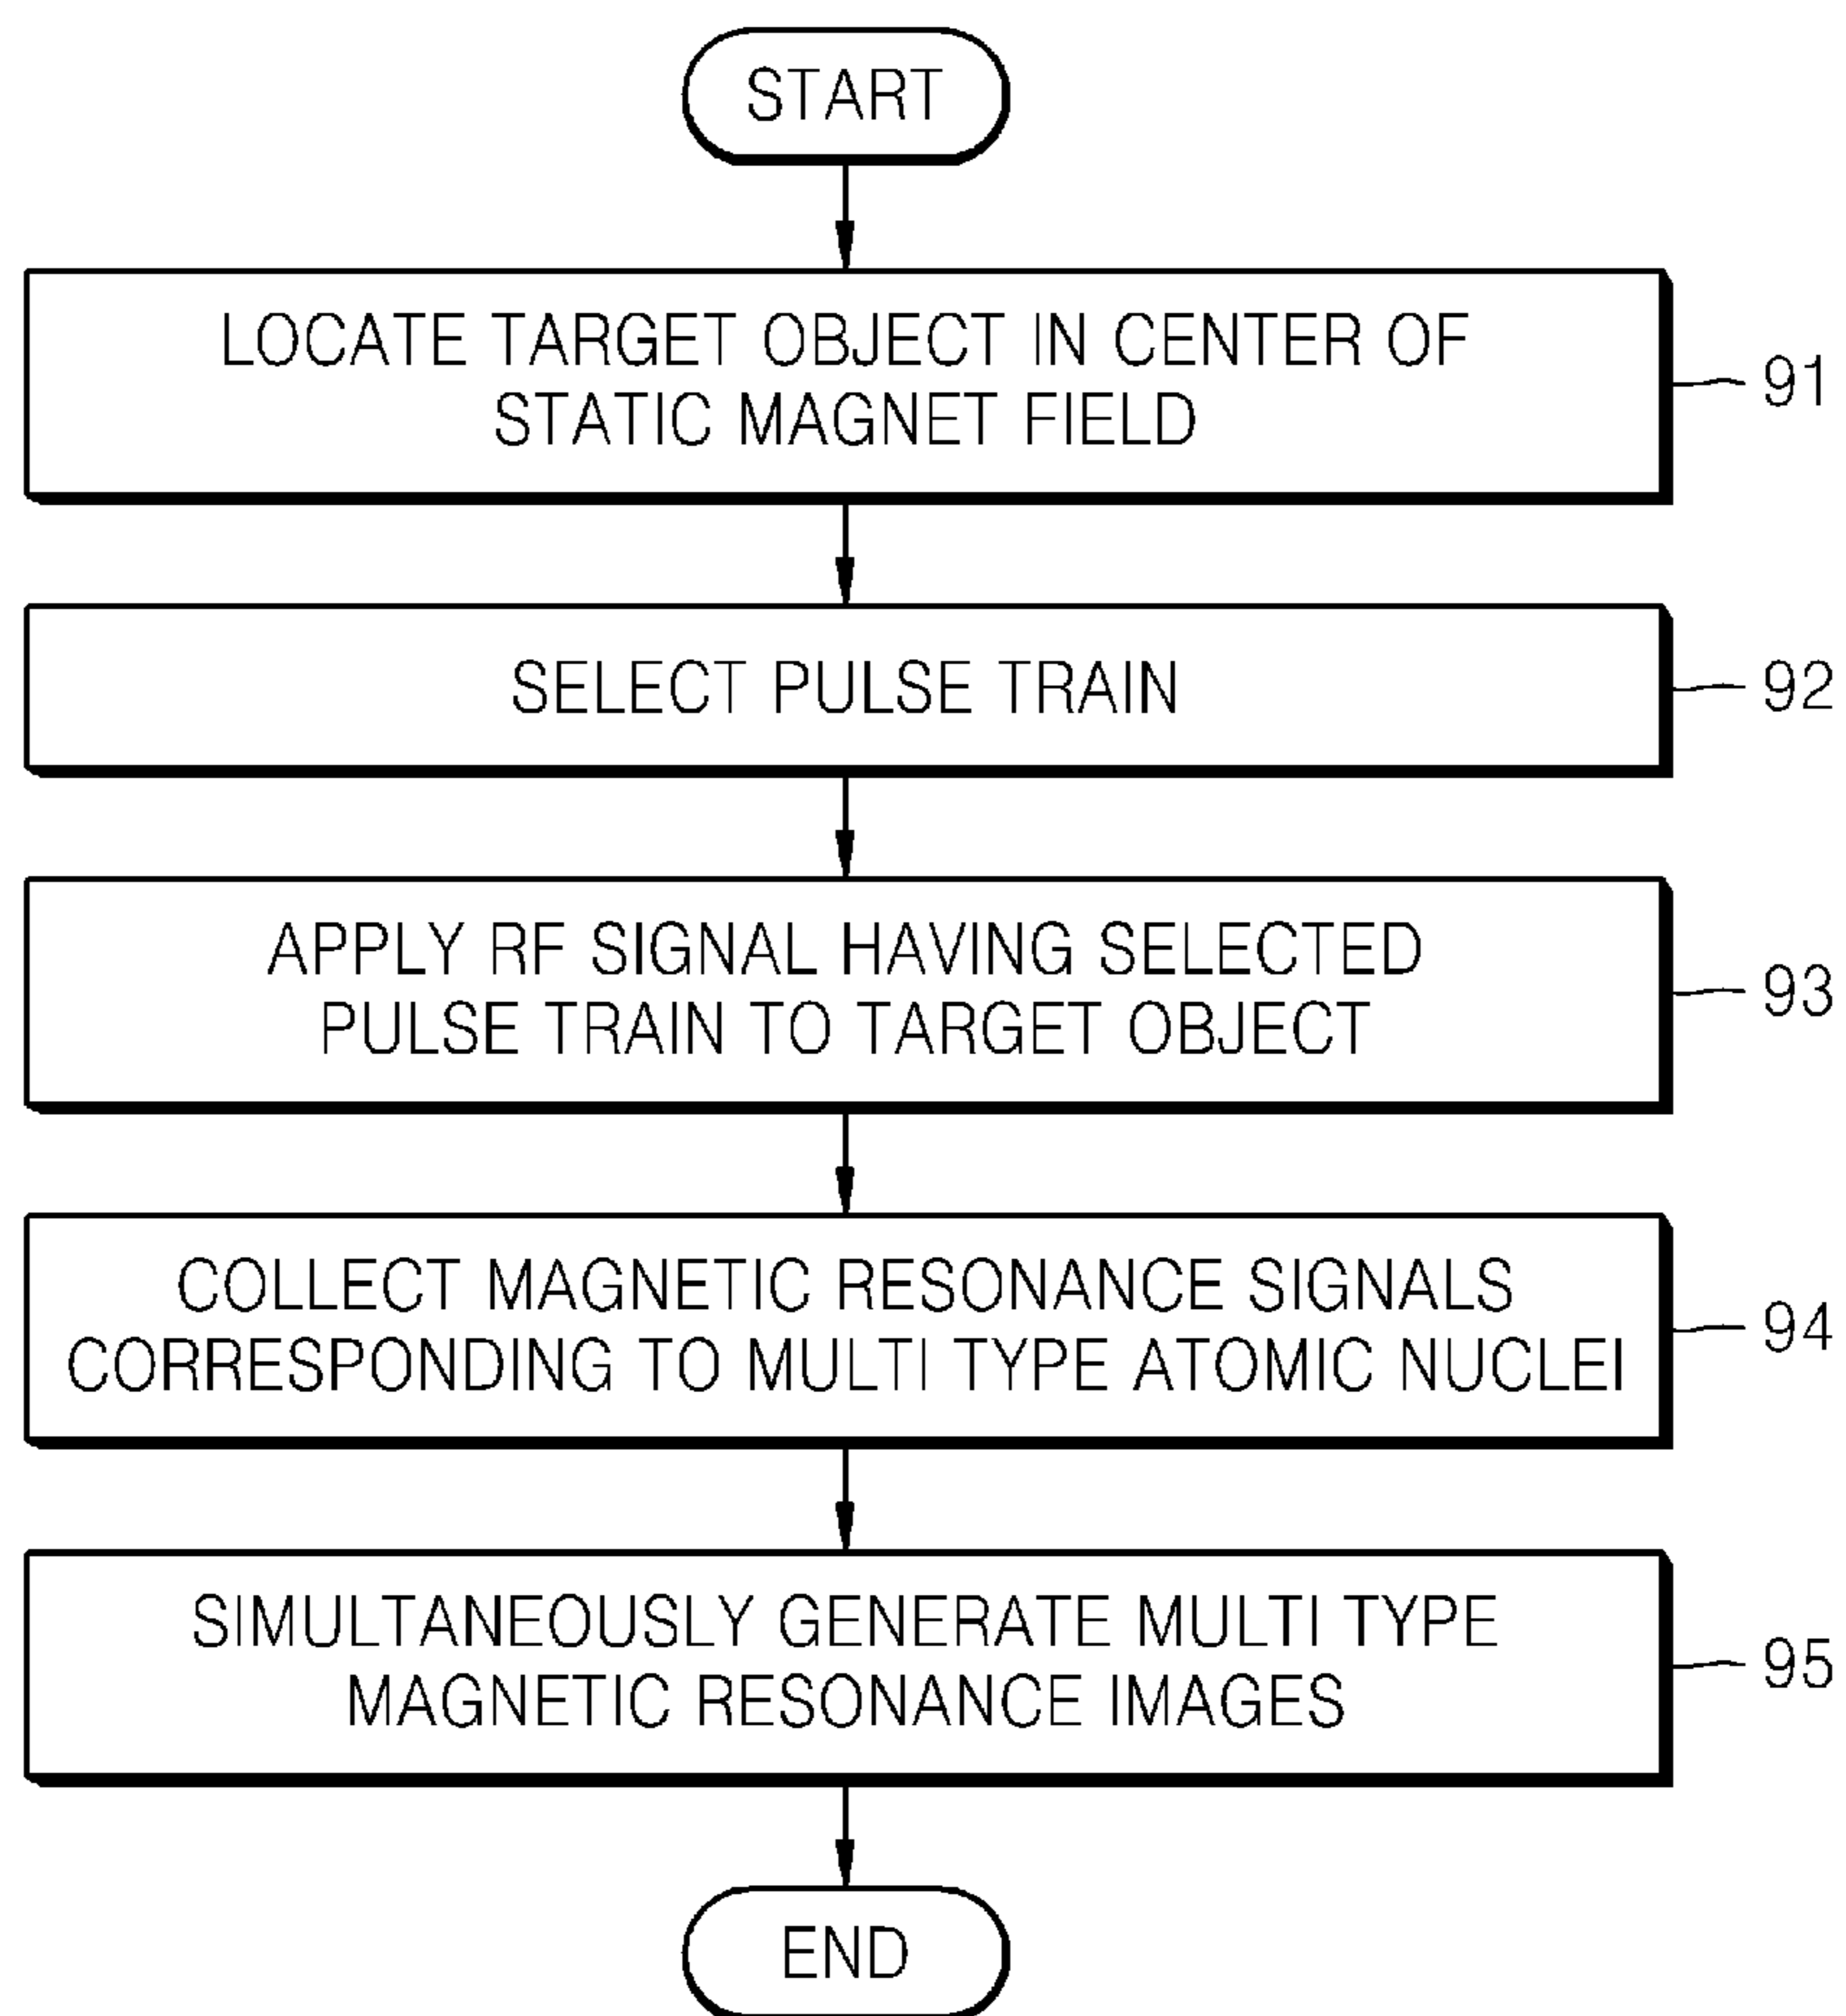 START
LOCATE TARGET OBJECT IN CENTER OF
STATIC MAGNET FIELD
91
SELECT PULSE TRAIN
92
APPLY RF SIGNAL HAVING SELECTED
PULSE TRAIN TO TARGET OBJECT
93
COLLECT MAGNETIC RESONANCE SIGNALS
CORRESPONDING TO MULTI TYPE ATOMIC NUCLEI
94
SIMULTANEOUSLY GENERATE MULTI TYPE
MAGNETIC RESONANCE IMAGES
95
END